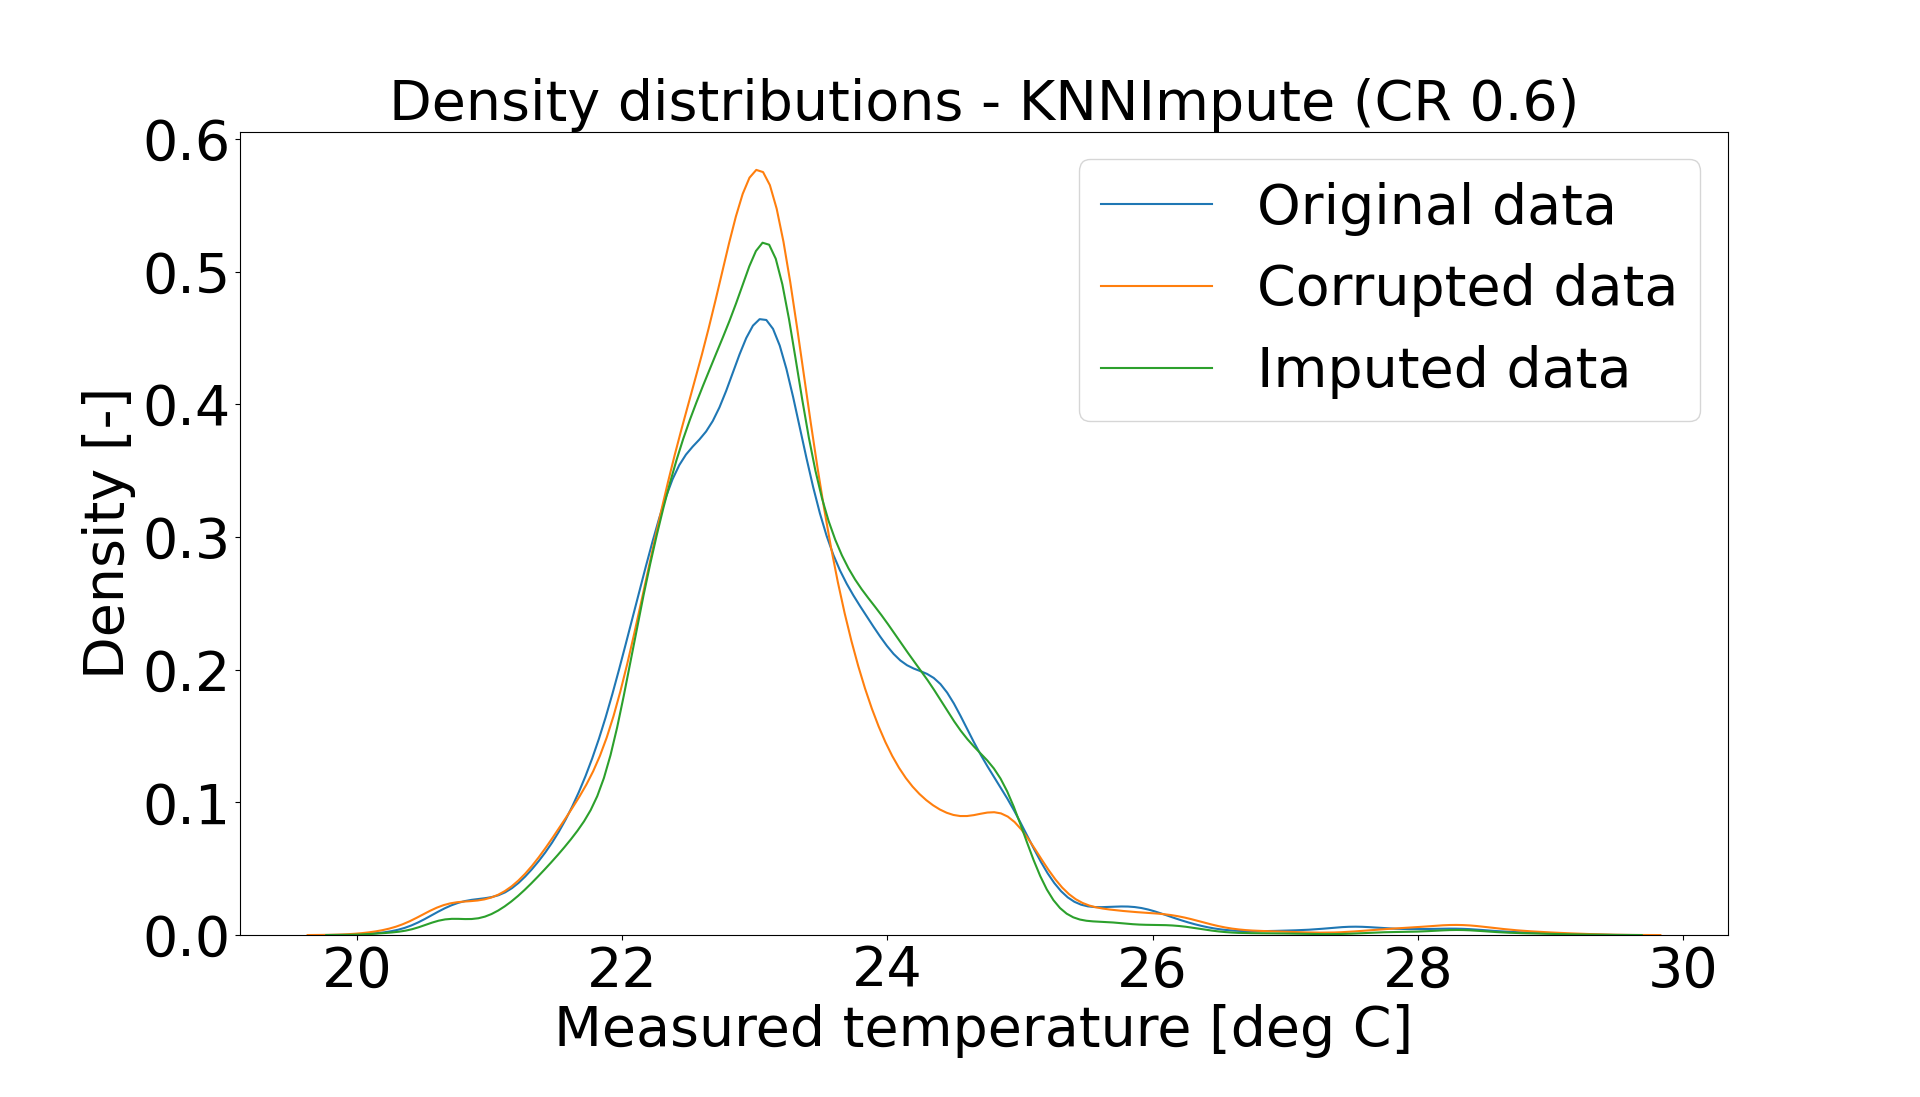 Density distributions - KNNImpute (CR 0.6)
0.6
0.5
0.4
0.3
0.2
0.1
0.0
Density [-]
Original data
Corrupted data
Imputed data
20 22 24 26 28 30
Measured temperature [deg C]